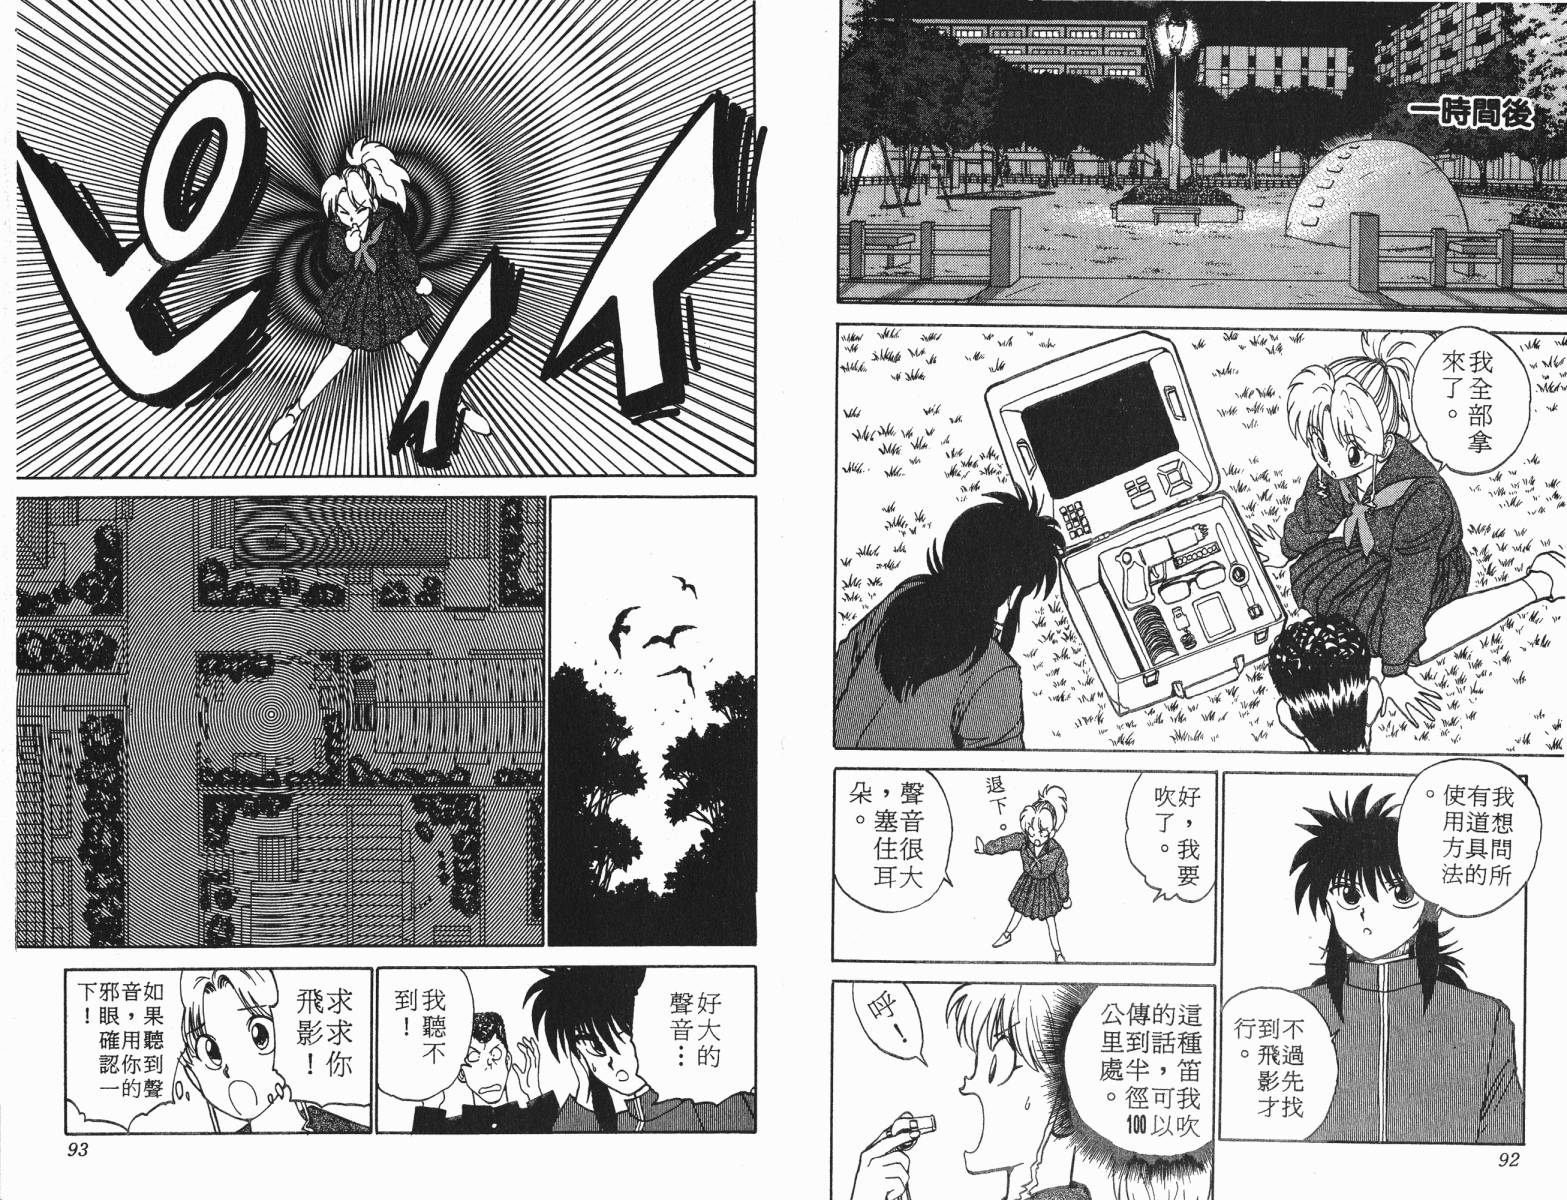 一時間後
我全部拿
來了。
我想問所
有道具的
使用方法
。
不過先找
到飛影才
行。
好，我要
吹了。
退下。
聲音很大
，塞住耳
朵。
這種笛我吹
的話，可以
傳到半徑100
公里處。
呼！
92
ピイイ
好大的
聲音…
我聽不
到！
求求你
飛影！
如果聽到聲
音，用你的
邪眼確認一
下！
93